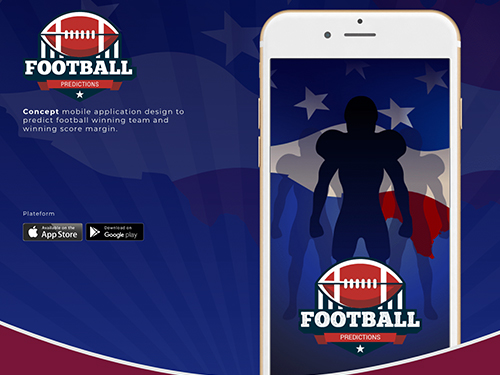 FOOTBALL
PREDICTIONS
Concept mobile application design to
predict football winning team and
winning score margin.
Plateform
Available on the
App Store
Download on
Google play
FOOTBALL
PREDICTIONS